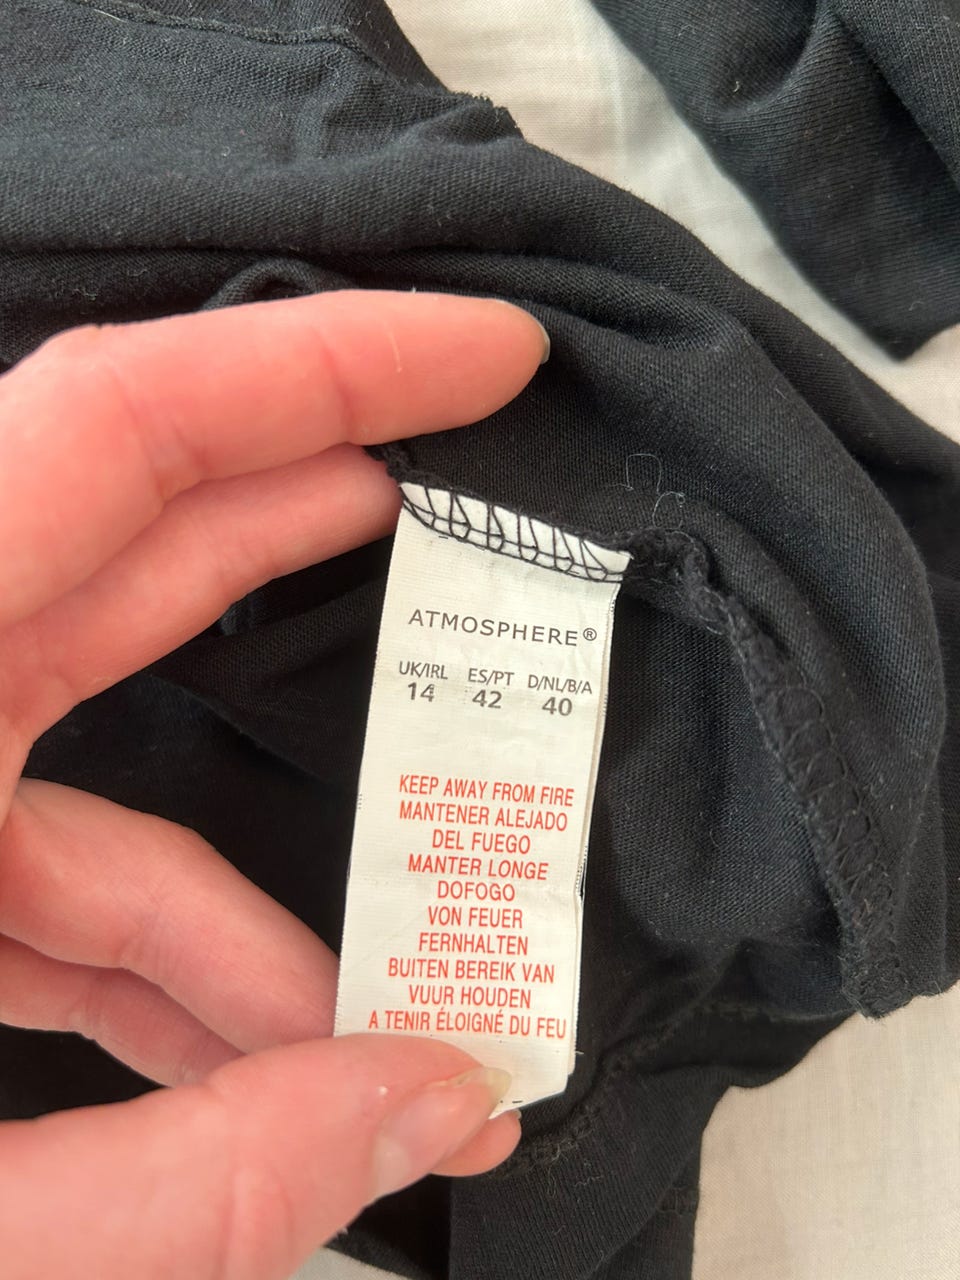 ATMOSPHERE®
UK/IRL ES/PT D/NL/B/A
14 42 40
KEEP AWAY FROM FIRE
MANTENER ALEJADO
DEL FUEGO
MANTER LONGE
DOFOGO
VON FEUER
FERNHALTEN
BUITEN BEREIK VAN
VUUR HOUDEN
A TENIR ÉLOIGNÉ DU FEU